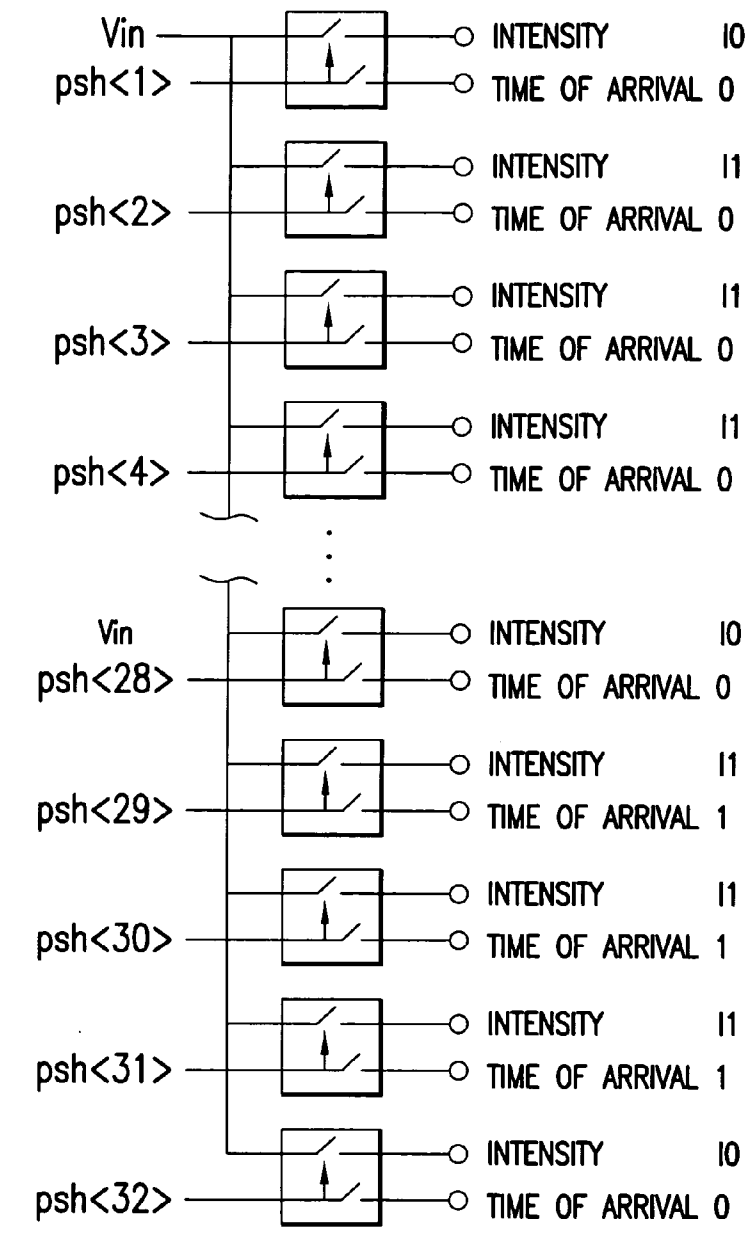 Vin INTENSITY I0
psh<1> TIME OF ARRIVAL 0
INTENSITY I1
psh<2> TIME OF ARRIVAL 0
INTENSITY I1
psh<3> TIME OF ARRIVAL 0
INTENSITY I1
psh<4> TIME OF ARRIVAL 0
Vin INTENSITY I0
psh<28> TIME OF ARRIVAL 0
INTENSITY I1
psh<29> TIME OF ARRIVAL 1
INTENSITY I1
psh<30> TIME OF ARRIVAL 1
INTENSITY I1
psh<31> TIME OF ARRIVAL 1
INTENSITY I0
psh<32> TIME OF ARRIVAL 0